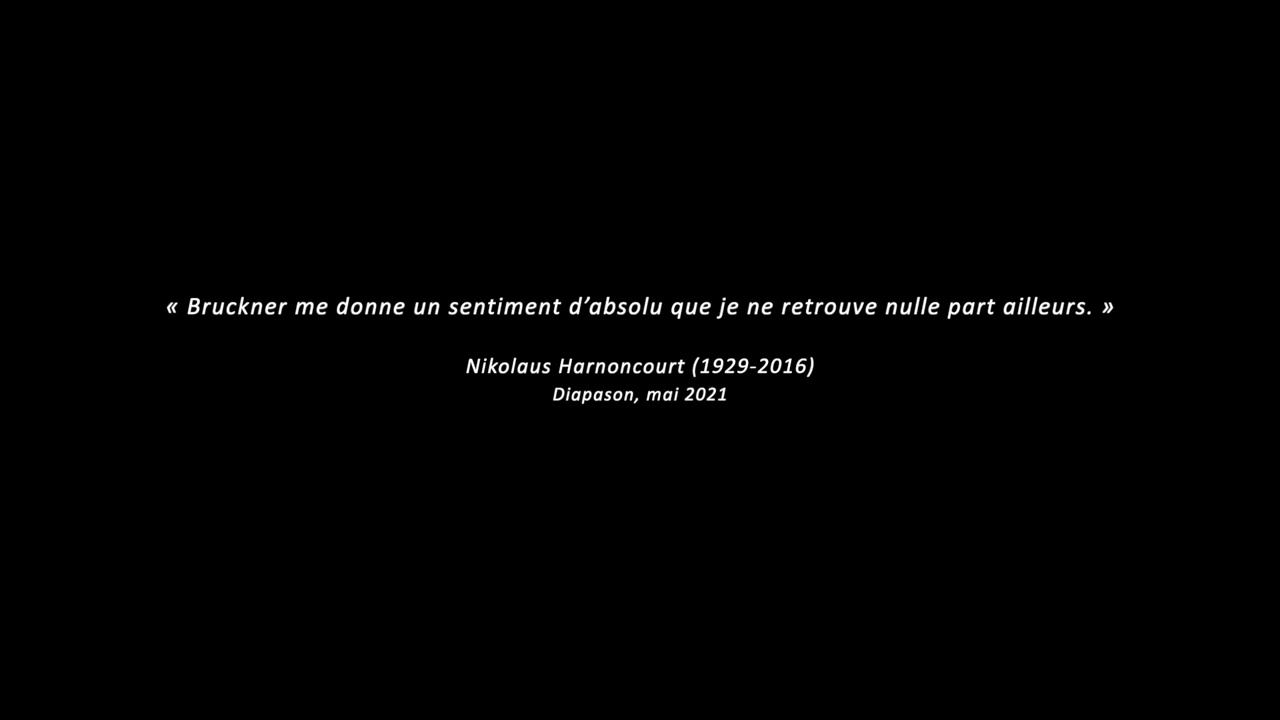 « Bruckner me donne un sentiment d’absolu que je ne retrouve nulle part ailleurs. »
Nikolaus Harnoncourt (1929-2016)
Diapason, mai 2021